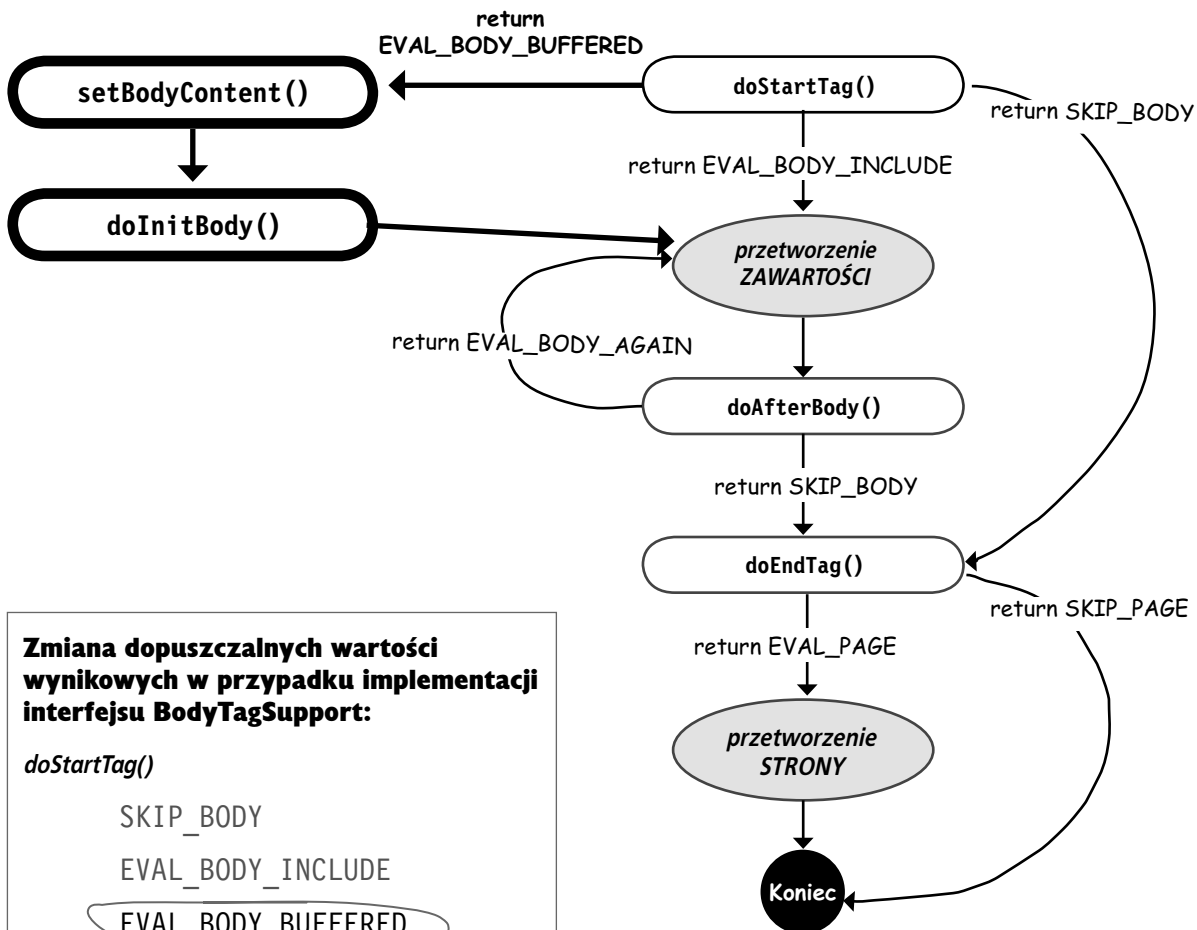 return
EVAL_BODY_BUFFERED
setBodyContent()
doStartTag()
return SKIP_BODY
return EVAL_BODY_INCLUDE
doInitBody()
przetworzenie
ZAWARTOŚCI
return EVAL_BODY_AGAIN
doAfterBody()
return SKIP_BODY
doEndTag()
return SKIP_PAGE
return EVAL_PAGE
przetworzenie
STRONY
Koniec
Zmiana dopuszczalnych wartości
wynikowych w przypadku implementacji
interfejsu BodyTagSupport:
doStartTag()
SKIP_BODY
EVAL_BODY_INCLUDE
EVAL_BODY_BUFFERED